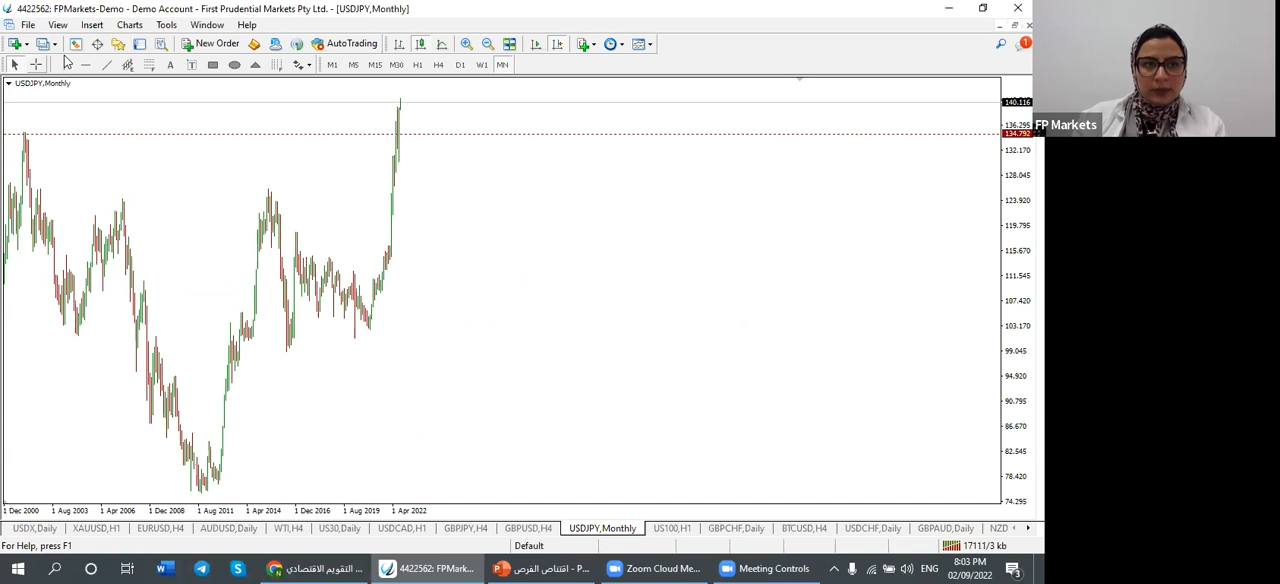 4422562: FPMarkets-Demo - Demo Account - First Prudential Markets Pty Ltd. - [USDJPY,Monthly]
File View Insert Charts Tools Window Help
New Order AutoTrading 1
A T M1 M5 M15 M30 H1 H4 D1 W1 MN
USDJPY,Monthly
FP Markets
140.116
136.295
134.792
132.170
128.045
123.920
119.795
115.670
111.545
107.420
103.170
99.045
94.920
90.795
86.670
82.545
78.420
74.295
1 Dec 2000 1 Aug 2003 1 Apr 2006 1 Dec 2008 1 Aug 2011 1 Apr 2014 1 Dec 2016 1 Aug 2019 1 Apr 2022
USDX,Daily XAUUSD,H1 EURUSD,H4 AUDUSD,Daily WTI,H4 US30,Daily USDCAD,H1 GBPJPY,H4 GBPUSD,H4 USDJPY,Monthly US100,H1 GBPCHF,Daily BTCUSD,H4 USDCHF,Daily GBPAUD,Daily NZD
For Help, press F1 Default 17111/3 kb
التقويم الاقتصادي ... 4422562: FPMark... اقتناص الفرص - P... Zoom Cloud Me... Meeting Controls ENG 8:03 PM
02/09/2022 3